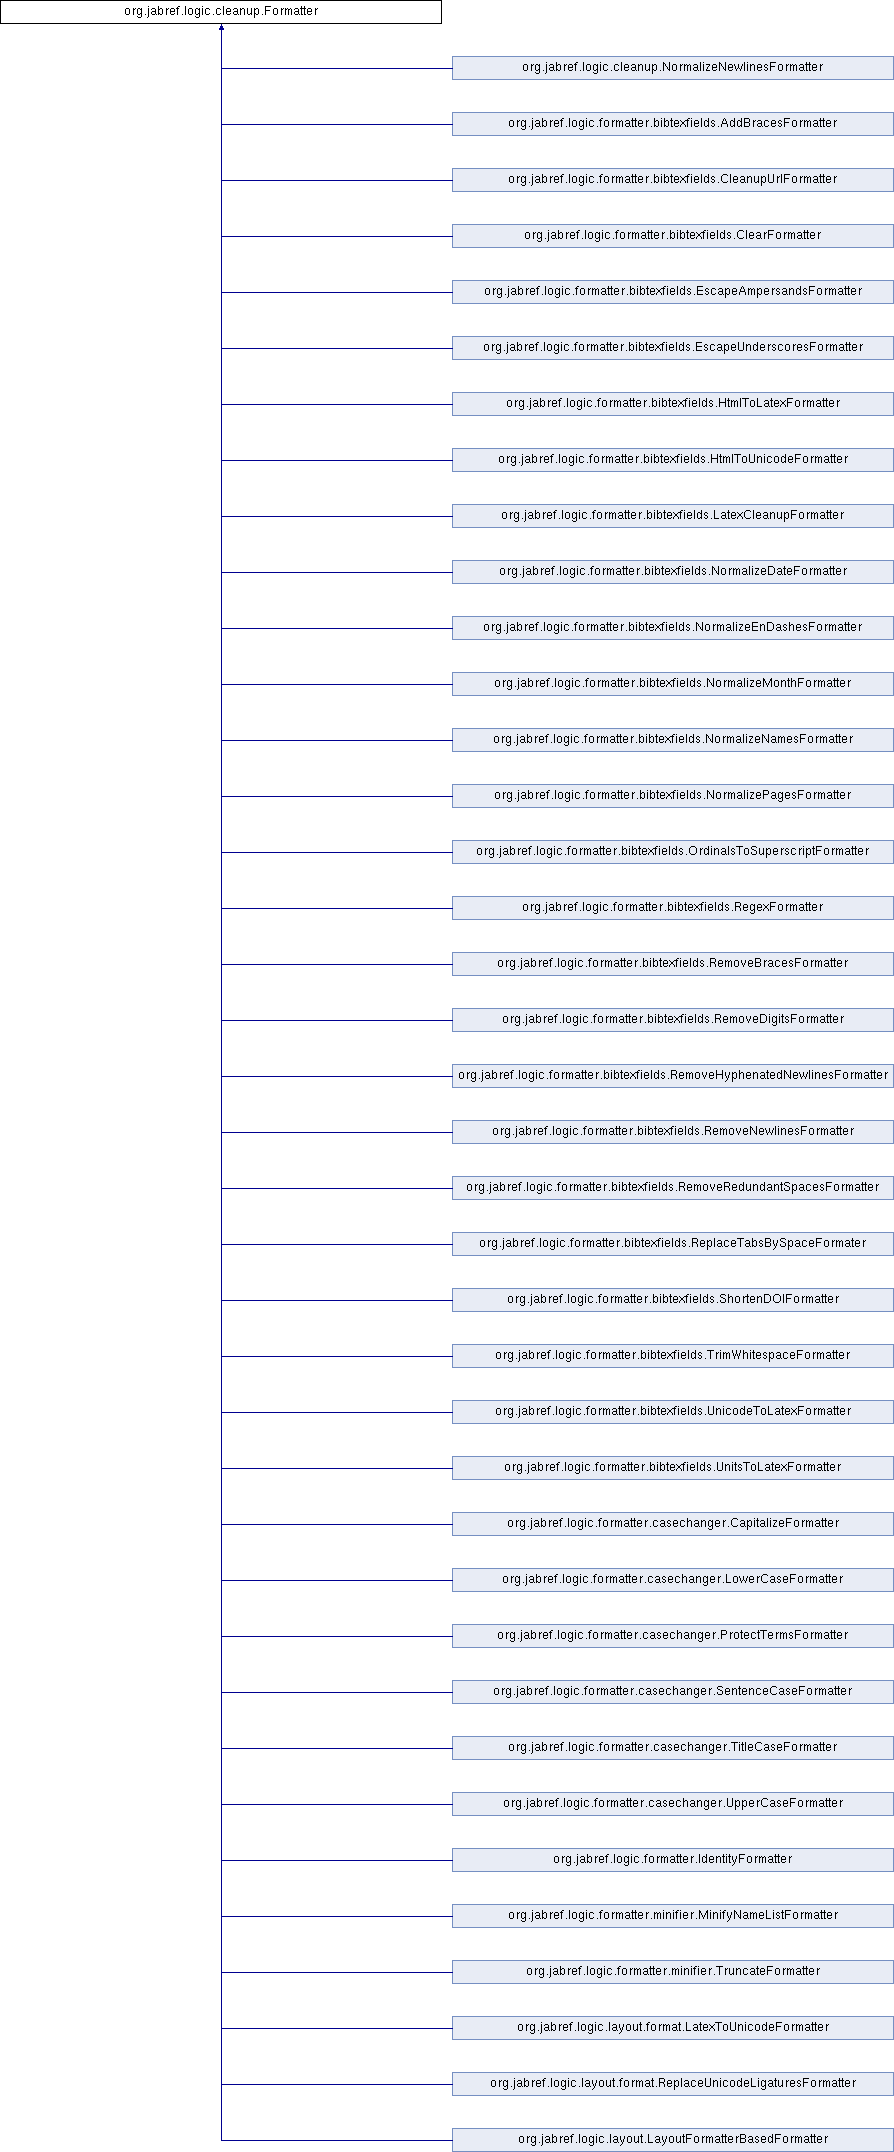 org.jabref.logic.cleanup.Formatter
org.jabref.logic.cleanup.NormalizeNewlinesFormatter
org.jabref.logic.formatter.bibtexfields.AddBracesFormatter
org.jabref.logic.formatter.bibtexfields.CleanupUrlFormatter
org.jabref.logic.formatter.bibtexfields.ClearFormatter
org.jabref.logic.formatter.bibtexfields.EscapeAmpersandsFormatter
org.jabref.logic.formatter.bibtexfields.EscapeUnderscoresFormatter
org.jabref.logic.formatter.bibtexfields.HtmlToLatexFormatter
org.jabref.logic.formatter.bibtexfields.HtmlToUnicodeFormatter
org.jabref.logic.formatter.bibtexfields.LatexCleanupFormatter
org.jabref.logic.formatter.bibtexfields.NormalizeDateFormatter
org.jabref.logic.formatter.bibtexfields.NormalizeEnDashesFormatter
org.jabref.logic.formatter.bibtexfields.NormalizeMonthFormatter
org.jabref.logic.formatter.bibtexfields.NormalizeNamesFormatter
org.jabref.logic.formatter.bibtexfields.NormalizePagesFormatter
org.jabref.logic.formatter.bibtexfields.OrdinalsToSuperscriptFormatter
org.jabref.logic.formatter.bibtexfields.RegexFormatter
org.jabref.logic.formatter.bibtexfields.RemoveBracesFormatter
org.jabref.logic.formatter.bibtexfields.RemoveDigitsFormatter
org.jabref.logic.formatter.bibtexfields.RemoveHyphenatedNewlinesFormatter
org.jabref.logic.formatter.bibtexfields.RemoveNewlinesFormatter
org.jabref.logic.formatter.bibtexfields.RemoveRedundantSpacesFormatter
org.jabref.logic.formatter.bibtexfields.ReplaceTabsBySpaceFormater
org.jabref.logic.formatter.bibtexfields.ShortenDOIFormatter
org.jabref.logic.formatter.bibtexfields.TrimWhitespaceFormatter
org.jabref.logic.formatter.bibtexfields.UnicodeToLatexFormatter
org.jabref.logic.formatter.bibtexfields.UnitsToLatexFormatter
org.jabref.logic.formatter.casechanger.CapitalizeFormatter
org.jabref.logic.formatter.casechanger.LowerCaseFormatter
org.jabref.logic.formatter.casechanger.ProtectTermsFormatter
org.jabref.logic.formatter.casechanger.SentenceCaseFormatter
org.jabref.logic.formatter.casechanger.TitleCaseFormatter
org.jabref.logic.formatter.casechanger.UpperCaseFormatter
org.jabref.logic.formatter.IdentityFormatter
org.jabref.logic.formatter.minifier.MinifyNameListFormatter
org.jabref.logic.formatter.minifier.TruncateFormatter
org.jabref.logic.layout.format.LatexToUnicodeFormatter
org.jabref.logic.layout.format.ReplaceUnicodeLigaturesFormatter
org.jabref.logic.layout.LayoutFormatterBasedFormatter